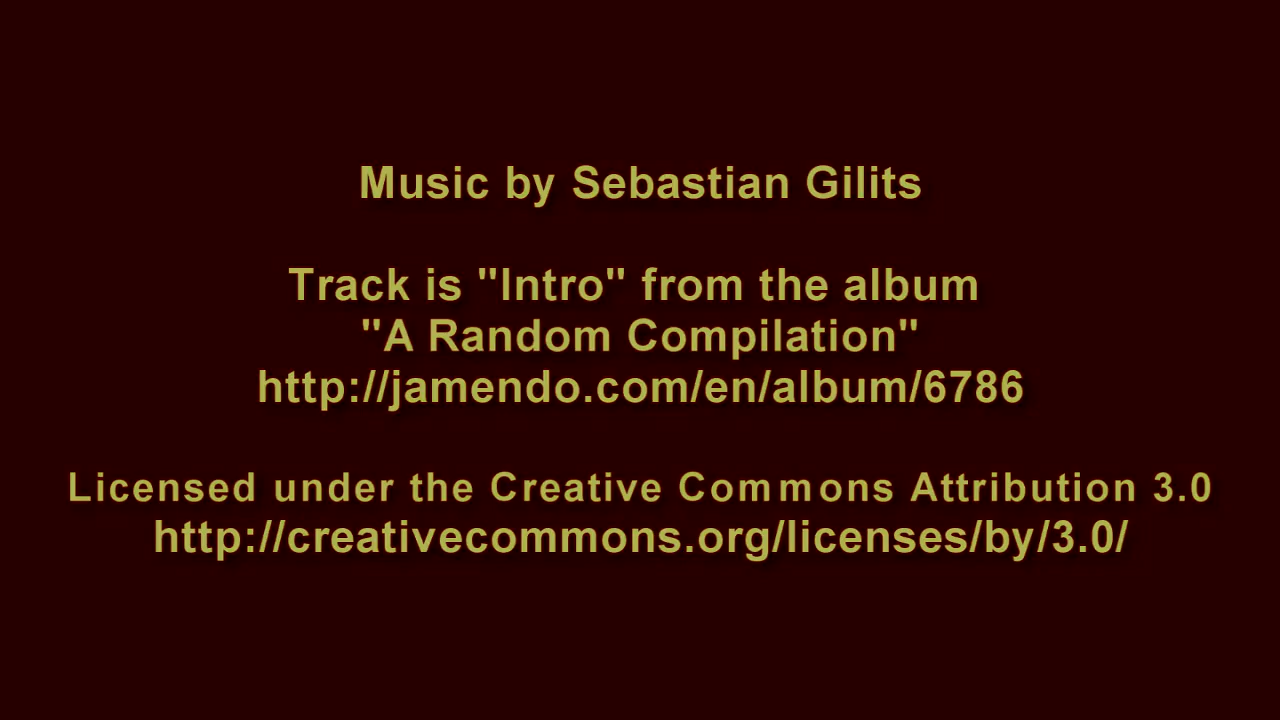 Music by Sebastian Gilits
Track is "Intro" from the album
"A Random Compilation"
http://jamendo.com/en/album/6786
Licensed under the Creative Commons Attribution 3.0
http://creativecommons.org/licenses/by/3.0/